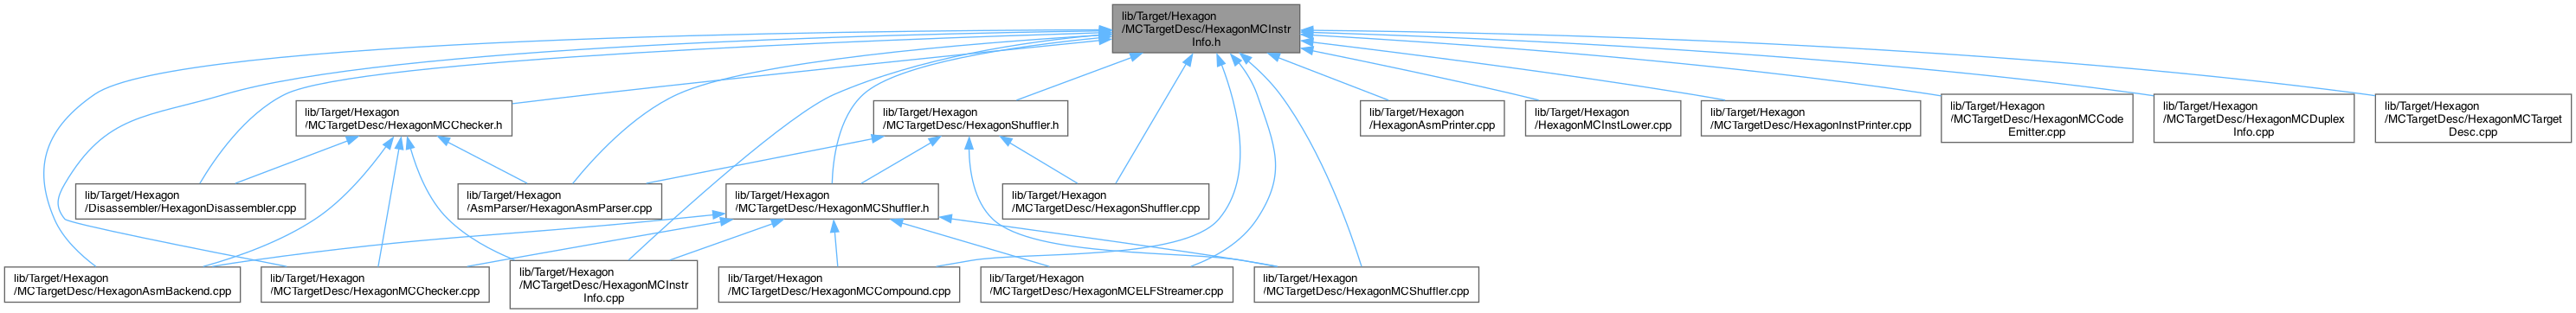 lib/Target/Hexagon
/MCTargetDesc/HexagonMCInstr
Info.h
lib/Target/Hexagon
/MCTargetDesc/HexagonMCChecker.h
lib/Target/Hexagon
/MCTargetDesc/HexagonShuffler.h
lib/Target/Hexagon
/HexagonAsmPrinter.cpp
lib/Target/Hexagon
/HexagonMCInstLower.cpp
lib/Target/Hexagon
/MCTargetDesc/HexagonInstPrinter.cpp
lib/Target/Hexagon
/MCTargetDesc/HexagonMCCode
Emitter.cpp
lib/Target/Hexagon
/MCTargetDesc/HexagonMCDuplex
Info.cpp
lib/Target/Hexagon
/MCTargetDesc/HexagonMCTarget
Desc.cpp
lib/Target/Hexagon
/Disassembler/HexagonDisassembler.cpp
lib/Target/Hexagon
/AsmParser/HexagonAsmParser.cpp
lib/Target/Hexagon
/MCTargetDesc/HexagonMCShuffler.h
lib/Target/Hexagon
/MCTargetDesc/HexagonShuffler.cpp
lib/Target/Hexagon
/MCTargetDesc/HexagonAsmBackend.cpp
lib/Target/Hexagon
/MCTargetDesc/HexagonMCChecker.cpp
lib/Target/Hexagon
/MCTargetDesc/HexagonMCInstr
Info.cpp
lib/Target/Hexagon
/MCTargetDesc/HexagonMCCompound.cpp
lib/Target/Hexagon
/MCTargetDesc/HexagonMCELFStreamer.cpp
lib/Target/Hexagon
/MCTargetDesc/HexagonMCShuffler.cpp